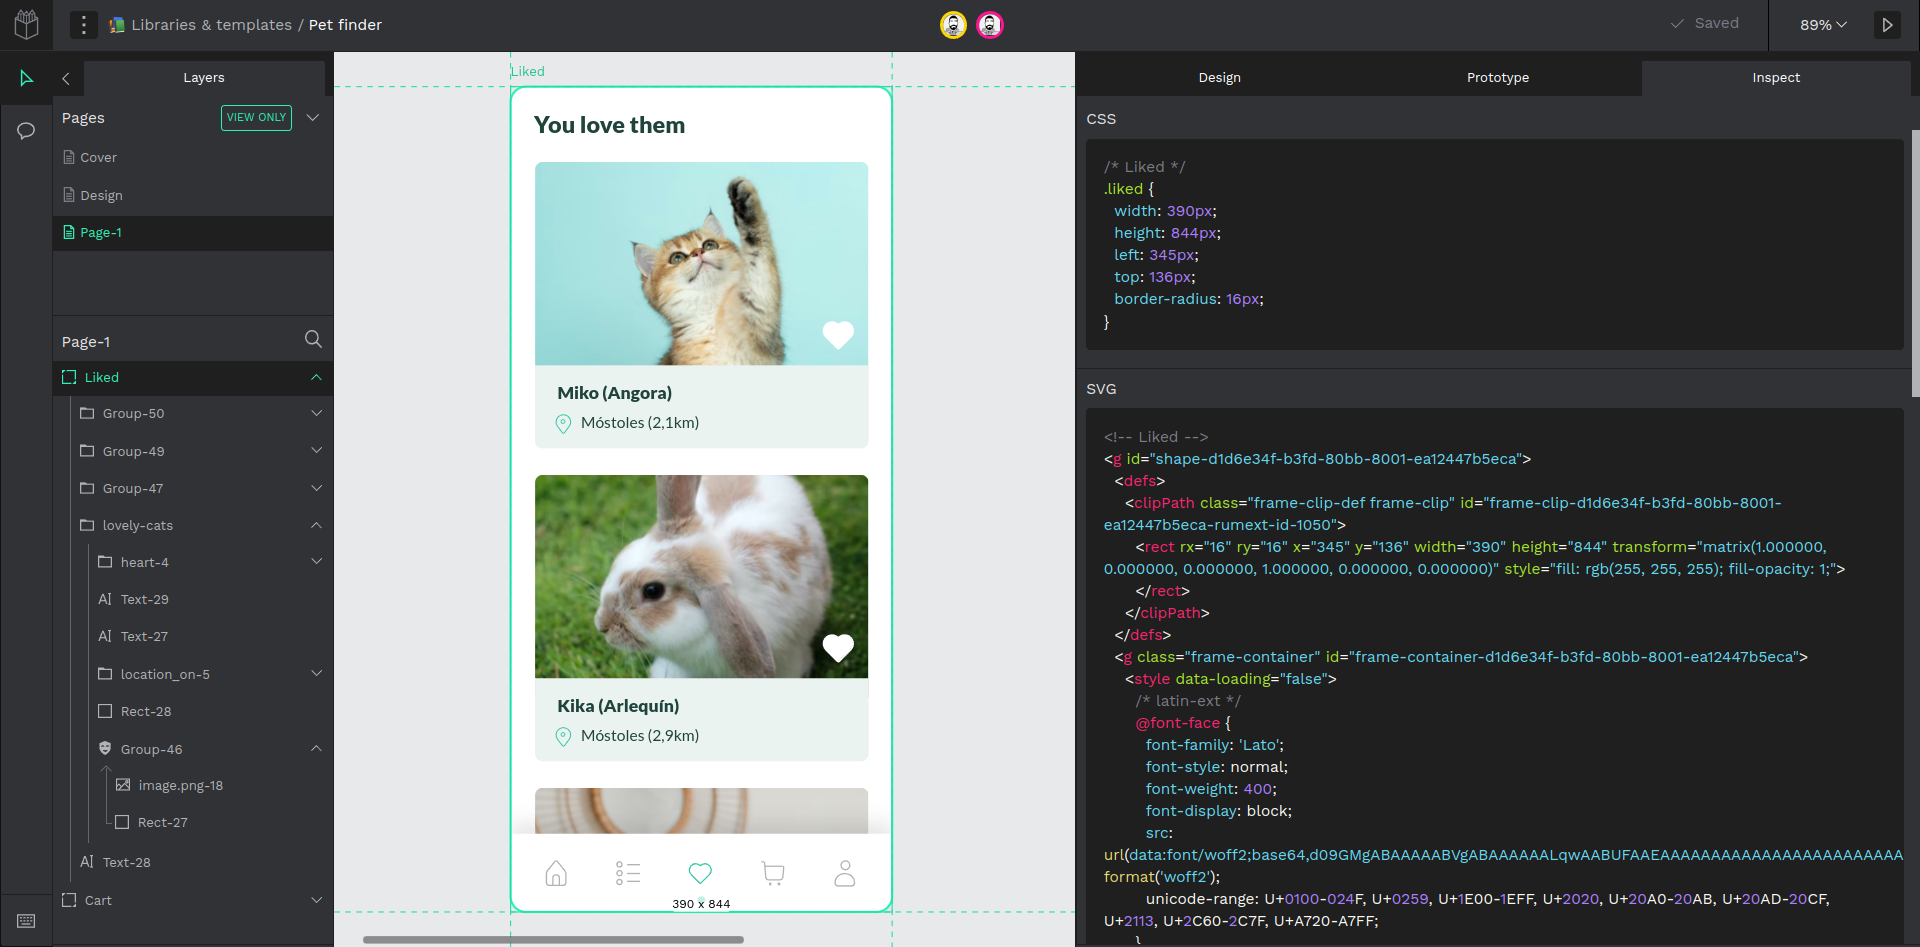 Libraries & templates / Pet finder
Saved
89%
Layers
Pages
VIEW ONLY
Cover
Design
Page-1
Page-1
Liked
Group-50
Group-49
Group-47
lovely-cats
heart-4
Text-29
Text-27
location_on-5
Rect-28
Group-46
image.png-18
Rect-27
Text-28
Cart
Liked
You love them
Miko (Angora)
Móstoles (2,1km)
Kika (Arlequín)
Móstoles (2,9km)
390 x 844
Design
Prototype
Inspect
CSS
/* Liked */
.liked {
width: 390px;
height: 844px;
left: 345px;
top: 136px;
border-radius: 16px;
}
SVG
<!-- Liked -->
<g id="shape-d1d6e34f-b3fd-80bb-8001-ea12447b5eca">
<defs>
<clipPath class="frame-clip-def frame-clip" id="frame-clip-d1d6e34f-b3fd-80bb-8001-
ea12447b5eca-rumext-id-1050">
<rect rx="16" ry="16" x="345" y="136" width="390" height="844" transform="matrix(1.000000,
0.000000, 0.000000, 1.000000, 0.000000, 0.000000)" style="fill: rgb(255, 255, 255); fill-opacity: 1;">
</rect>
</clipPath>
</defs>
<g class="frame-container" id="frame-container-d1d6e34f-b3fd-80bb-8001-ea12447b5eca">
<style data-loading="false">
/* latin-ext */
@font-face {
font-family: 'Lato';
font-style: normal;
font-weight: 400;
font-display: block;
src:
url(data:font/woff2;base64,d09GMgABAAAAABVgABAAAAAALqwAABUFAAEAAAAAAAAAAAAAAAAAAAAAAAA
format('woff2');
unicode-range: U+0100-024F, U+0259, U+1E00-1EFF, U+2020, U+20A0-20AB, U+20AD-20CF,
U+2113, U+2C60-2C7F, U+A720-A7FF;
}